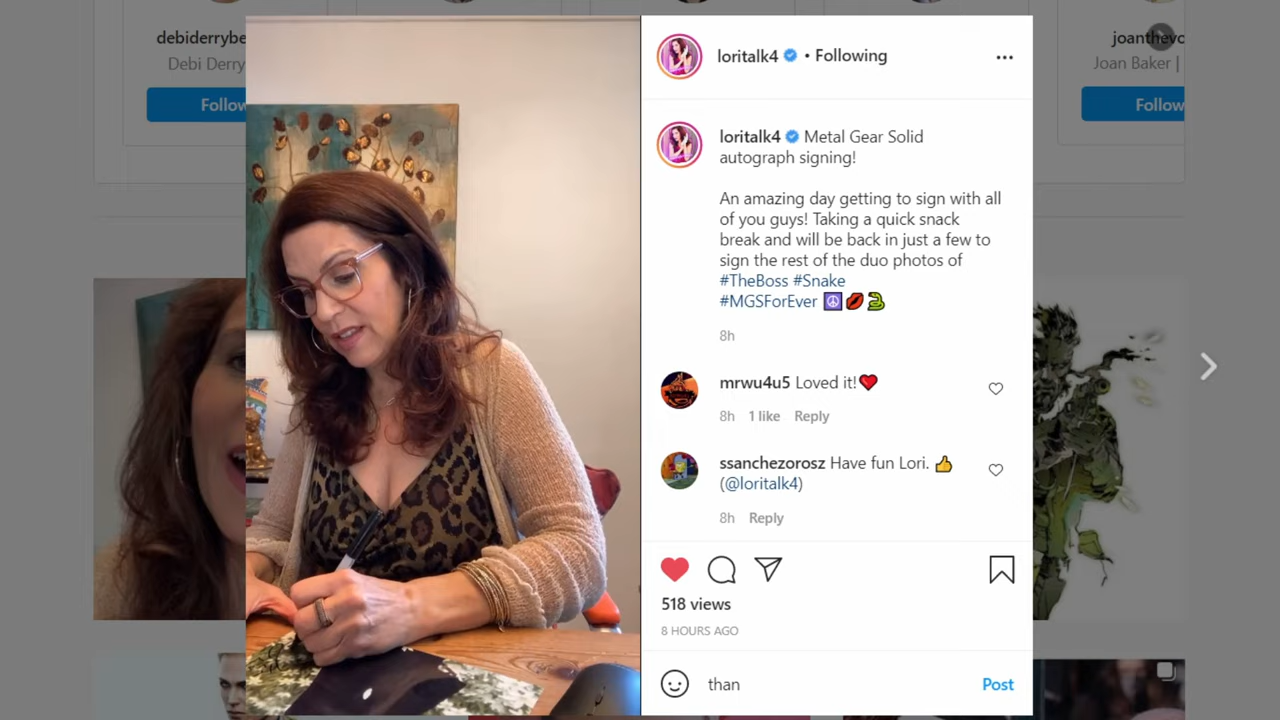 debiderrybe
Debi Derry
Follow
joanthevo
Joan Baker |
Follow
loritalk4 • Following
loritalk4 Metal Gear Solid
autograph signing!
An amazing day getting to sign with all
of you guys! Taking a quick snack
break and will be back in just a few to
sign the rest of the duo photos of
#TheBoss #Snake
#MGSForEver ☮️💋🐍
8h
mrwu4u5 Loved it!❤️
8h 1 like Reply
ssanchezorosz Have fun Lori. 👍
(@loritalk4)
8h Reply
518 views
8 HOURS AGO
than
Post